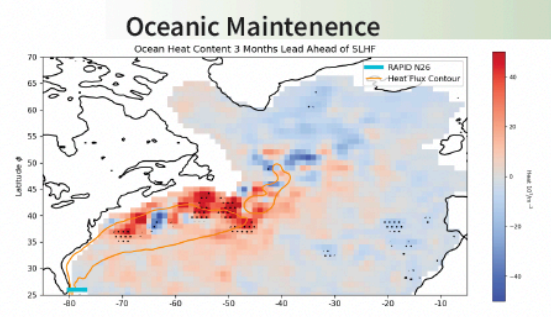 Oceanic Maintenence
Ocean Heat Content 3 Months Lead Ahead of SLHF
RAPID N26
Heat Flux Contour
Latitude ϕ
70
65
60
55
50
45
40
35
30
25
-80 -70 -60 -50 -40 -30 -20 -10
40
20
0
-20
-40